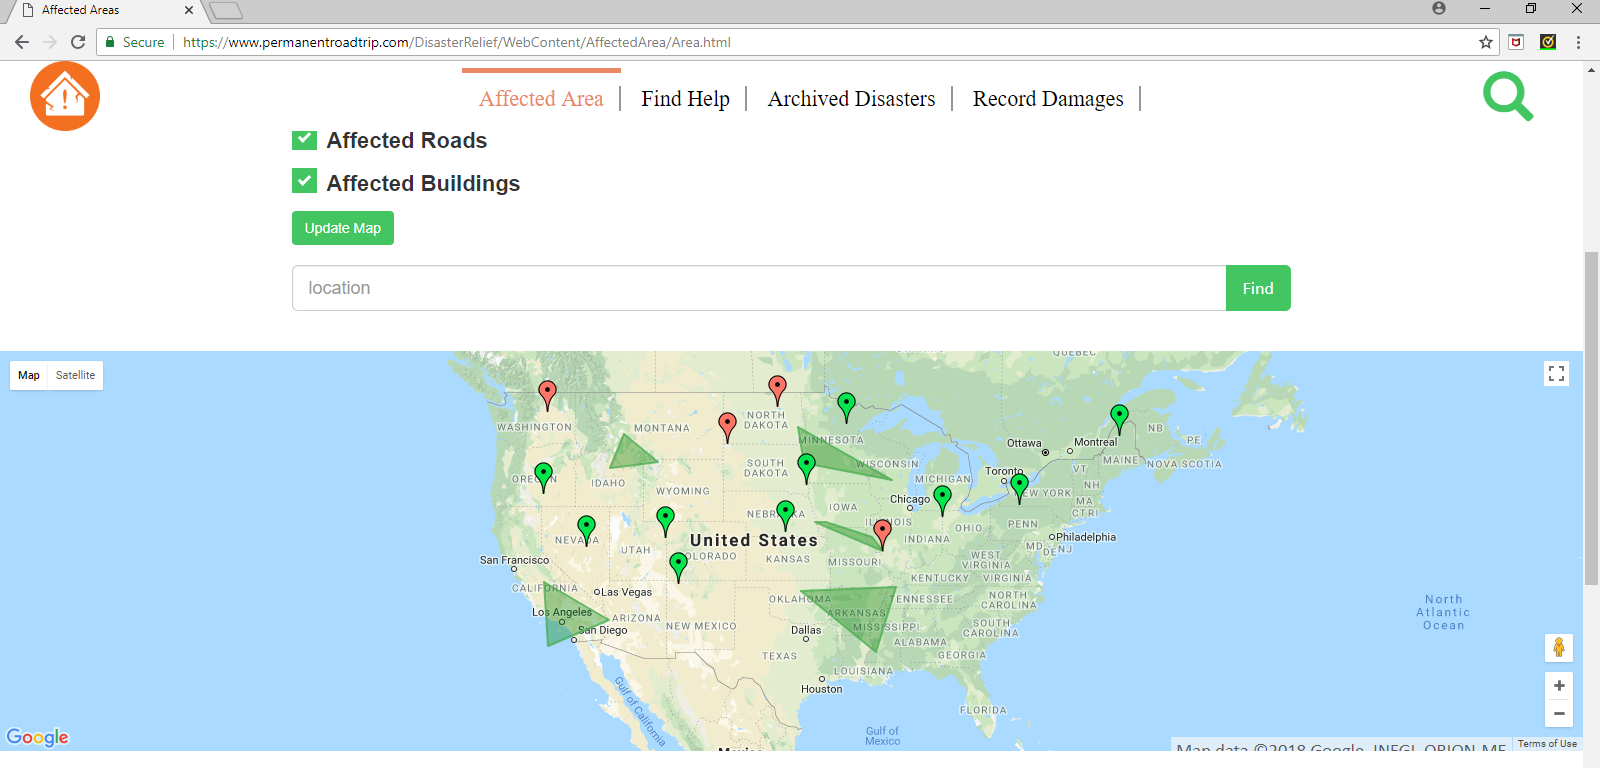 Affected Areas
Secure
https://www.permanentroadtrip.com/DisasterRelief/WebContent/AffectedArea/Area.html
Affected Area
Find Help
Archived Disasters
Record Damages
Affected Roads
Affected Buildings
Update Map
location
Find
Map
Satellite
QUEBEC
WASHINGTON
MONTANA
NORTH
DAKOTA
MINNESOTA
Ottawa
Montreal
NB
PE
MAINE
NOVA SCOTIA
OREGON
IDAHO
SOUTH
DAKOTA
WISCONSIN
MICHIGAN
Toronto
VT
NH
WYOMING
Chicago
NEW YORK
MA
CT
RI
IOWA
NEBRASKA
ILLINOIS
INDIANA
OHIO
PENN
Philadelphia
NEVADA
UTAH
United States
COLORADO
KANSAS
MISSOURI
WEST
VIRGINIA
MD
DE
NJ
San Francisco
KENTUCKY
VIRGINIA
CALIFORNIA
Las Vegas
OKLAHOMA
TENNESSEE
NORTH
CAROLINA
Los Angeles
ARIZONA
NEW MEXICO
ARKANSAS
MISSISSIPPI
SOUTH
CAROLINA
San Diego
Dallas
ALABAMA
TEXAS
GEORGIA
LOUISIANA
Houston
FLORIDA
Gulf of California
Gulf of
Mexico
North
Atlantic
Ocean
Mexico
Google
Map data ©2018 Google, INEGI, ORION-ME
Terms of Use